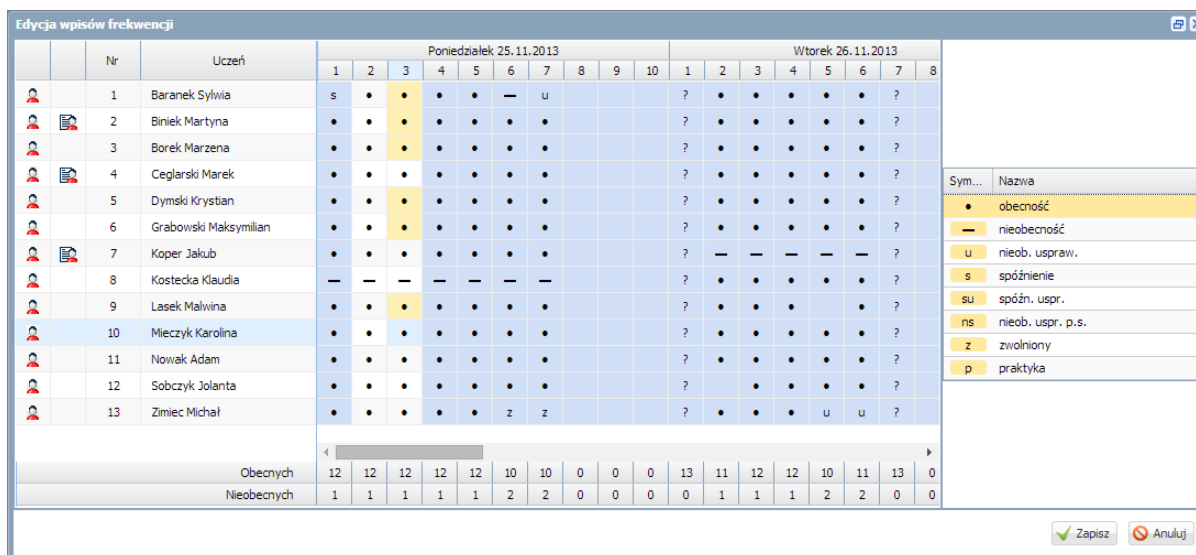 Edycja wpisów frekwencji
Nr Uczeń Poniedziałek 25.11.2013 Wtorek 26.11.2013
1 2 3 4 5 6 7 8 9 10 1 2 3 4 5 6 7 8
1 Baranek Sylwia s • • • • — u ? • • • • • ?
2 Biniek Martyna • • • • • • • ? • • • • • ?
3 Borek Marzena • • • • • • • ? • • • • • ?
4 Ceglarski Marek • • • • • • • ? • • • • • ?
5 Dymski Krystian • • • • • • • ? • • • • • ?
6 Grabowski Maksymilian • • • • • • • ? • • • • • ?
7 Koper Jakub • • • • • • • ? — — — — — ?
8 Kostecka Klaudia — — — — — — — ? • • • • • ?
9 Lasek Malwina • • • • • • • ? • • • • ?
10 Mieczyk Karolina • • • • • • • ? • • • • • ?
11 Nowak Adam • • • • • • • ? • • • • • ?
12 Sobczyk Jolanta • • • • • • • ? • • • • ?
13 Zimiec Michał • • • • • z z ? • • • u u ?
Obecnych 12 12 12 12 12 10 10 0 0 0 13 11 12 12 10 11 13 0
Nieobecnych 1 1 1 1 1 2 2 0 0 0 0 1 1 1 2 2 0 0
Sym... Nazwa
• obecność
— nieobecność
u nieob. uspraw.
s spóźnienie
su spóźn. uspr.
ns nieob. uspr. p.s.
z zwolniony
p praktyka
Zapisz Anuluj